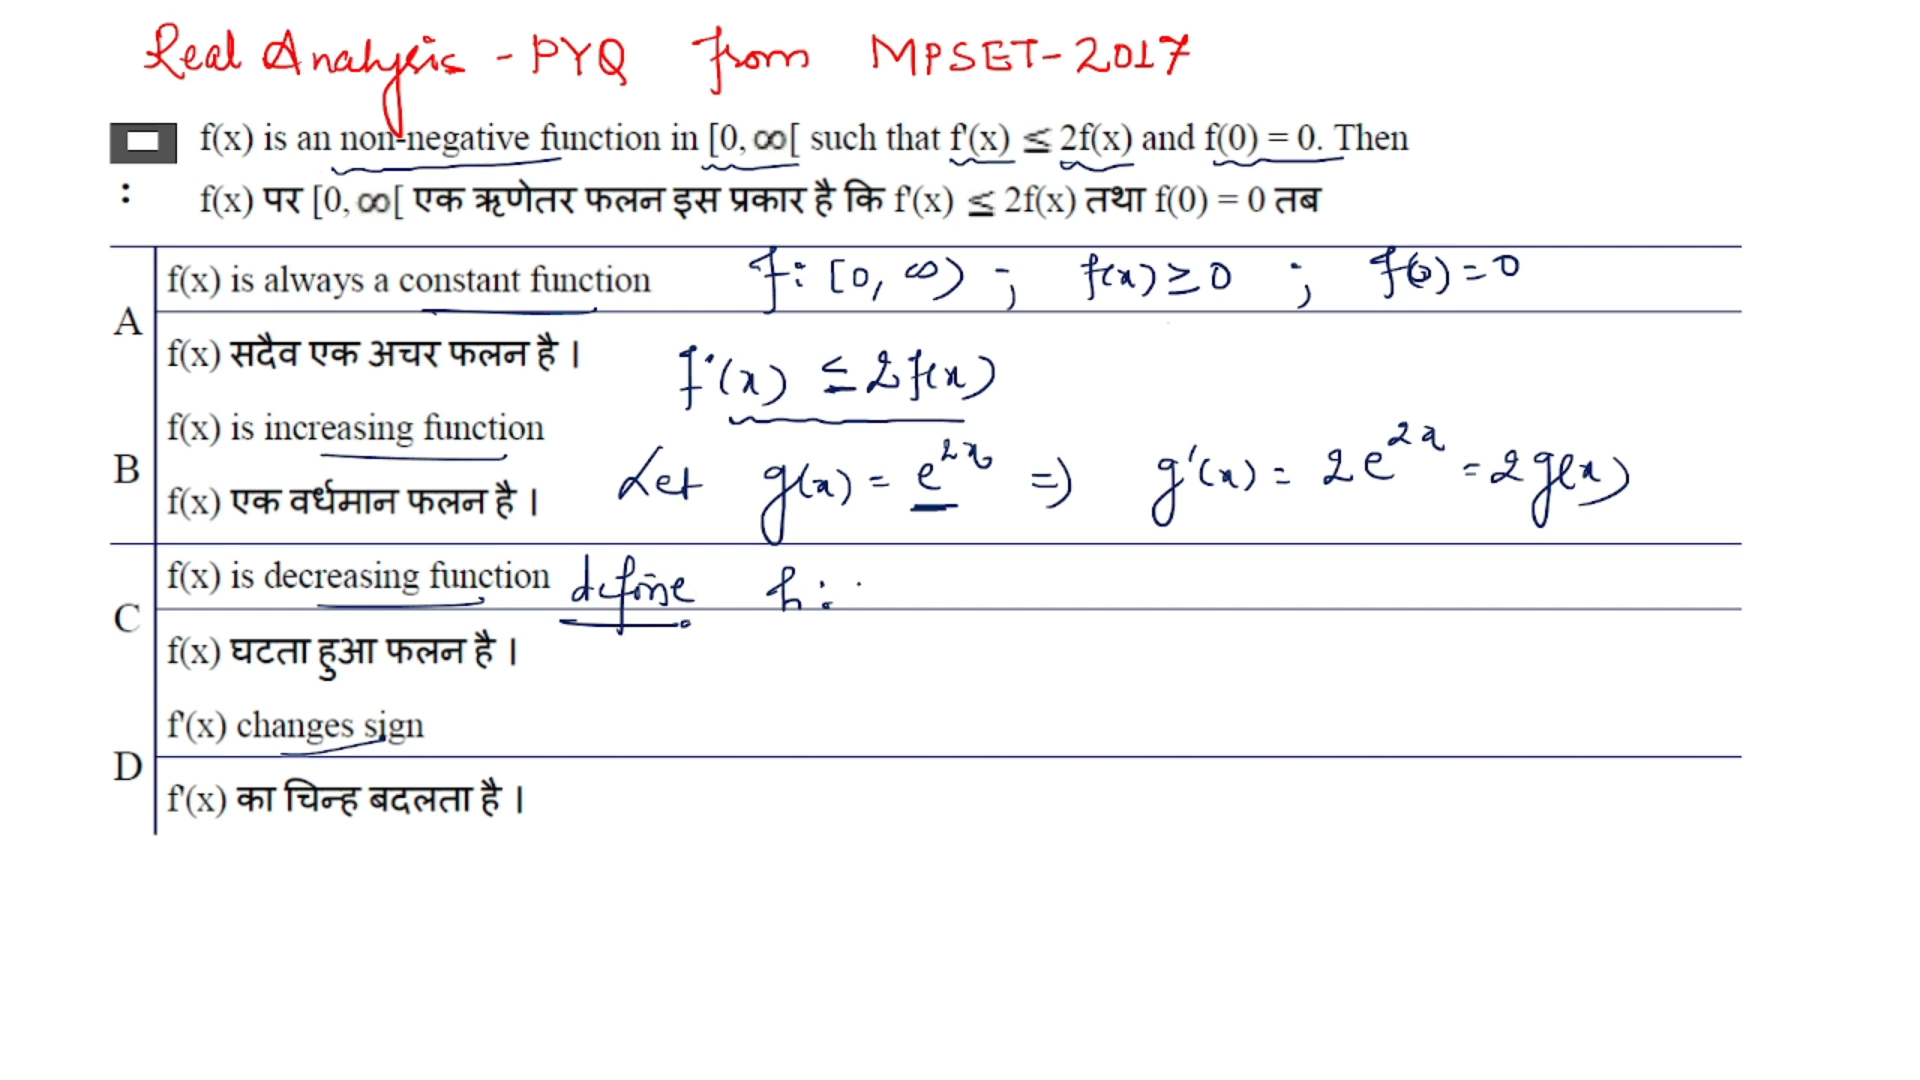 Real Analysis - PYQ from MPSET-2017
f(x) is an non-negative function in [0, ∞[ such that f'(x) ≤ 2f(x) and f(0) = 0. Then
:
f(x) पर [0, ∞[ एक ऋणेतर फलन इस प्रकार है कि f'(x) ≤ 2f(x) तथा f(0) = 0 तब
f(x) is always a constant function f: [0, ∞) ; f(x) ≥ 0 ; f(0) = 0
A
f(x) सदैव एक अचर फलन है । f'(x) ≤ 2f(x)
f(x) is increasing function
B
Let g(x) = e^2x ⇒ g'(x) = 2e^2x = 2g(x)
f(x) एक वर्धमान फलन है ।
f(x) is decreasing function define h:
C
f(x) घटता हुआ फलन है ।
f'(x) changes sign
D
f'(x) का चिन्ह बदलता है ।